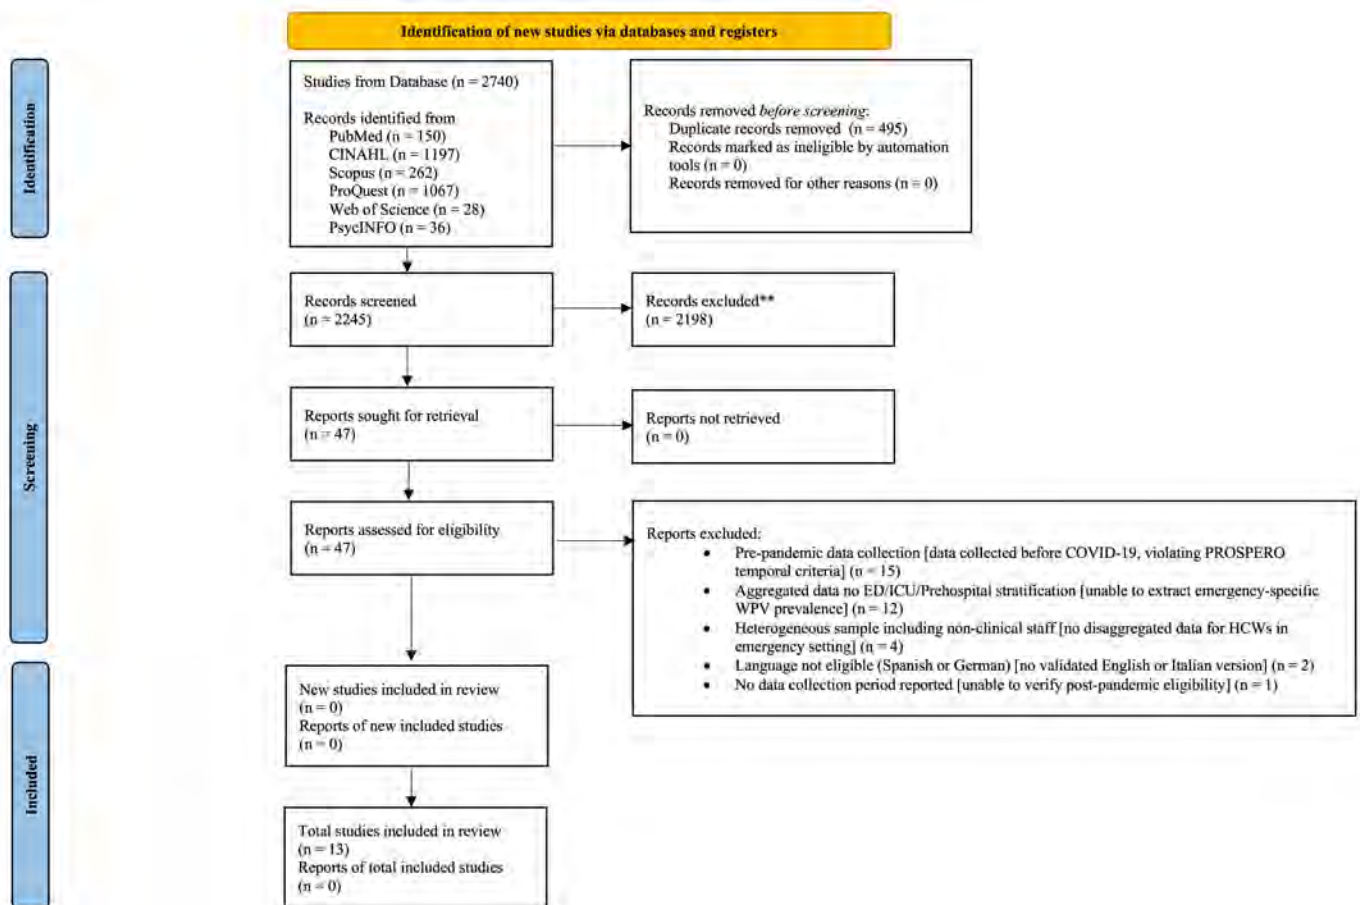 Identification of new studies via databases and registers
Identification
Studies from Database (n = 2740)
Records identified from
PubMed (n = 150)
CINAHL (n = 1197)
Scopus (n = 262)
ProQuest (n = 1067)
Web of Science (n = 28)
PsycINFO (n = 36)
Records removed before screening:
Duplicate records removed (n = 495)
Records marked as ineligible by automation
tools (n = 0)
Records removed for other reasons (n = 0)
Screening
Records screened
(n = 2245)
Records excluded**
(n = 2198)
Reports sought for retrieval
(n = 47)
Reports not retrieved
(n = 0)
Reports assessed for eligibility
(n = 47)
Reports excluded:
• Pre-pandemic data collection [data collected before COVID-19, violating PROSPERO
temporal criteria] (n = 15)
• Aggregated data no ED/ICU/Prehospital stratification [unable to extract emergency-specific
WPV prevalence] (n = 12)
• Heterogeneous sample including non-clinical staff [no disaggregated data for HCWs in
emergency setting] (n = 4)
• Language not eligible (Spanish or German) [no validated English or Italian version] (n = 2)
• No data collection period reported [unable to verify post-pandemic eligibility] (n = 1)
Included
New studies included in review
(n = 0)
Reports of new included studies
(n = 0)
Total studies included in review
(n = 13)
Reports of total included studies
(n = 0)